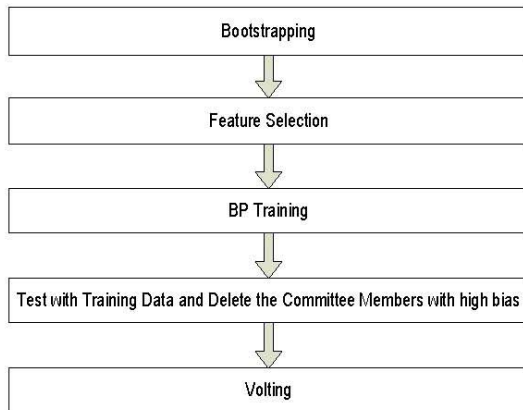 Bootstrapping
Feature Selection
BP Training
Test with Training Data and Delete the Committee Members with high bias
Volting